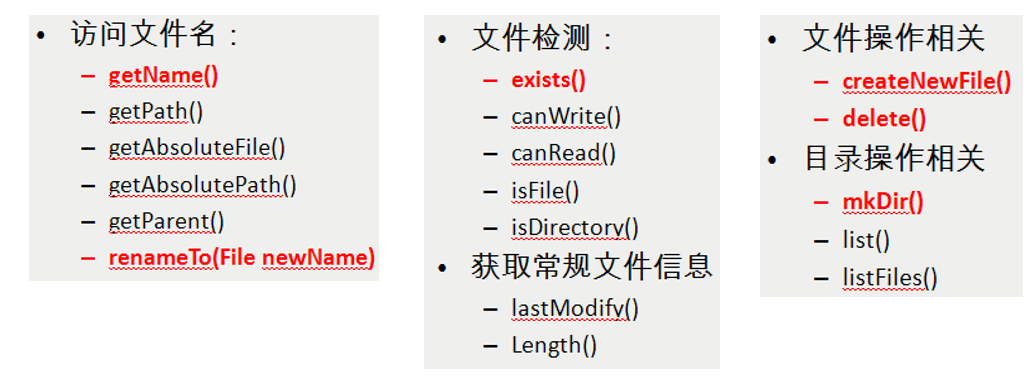 • 访问文件名：
– getName()
– getPath()
– getAbsoluteFile()
– getAbsolutePath()
– getParent()
– renameTo(File newName)
• 文件检测：
– exists()
– canWrite()
– canRead()
– isFile()
– isDirectory()
• 获取常规文件信息
– lastModify()
– Length()
• 文件操作相关
– createNewFile()
– delete()
• 目录操作相关
– mkDir()
– list()
– listFiles()